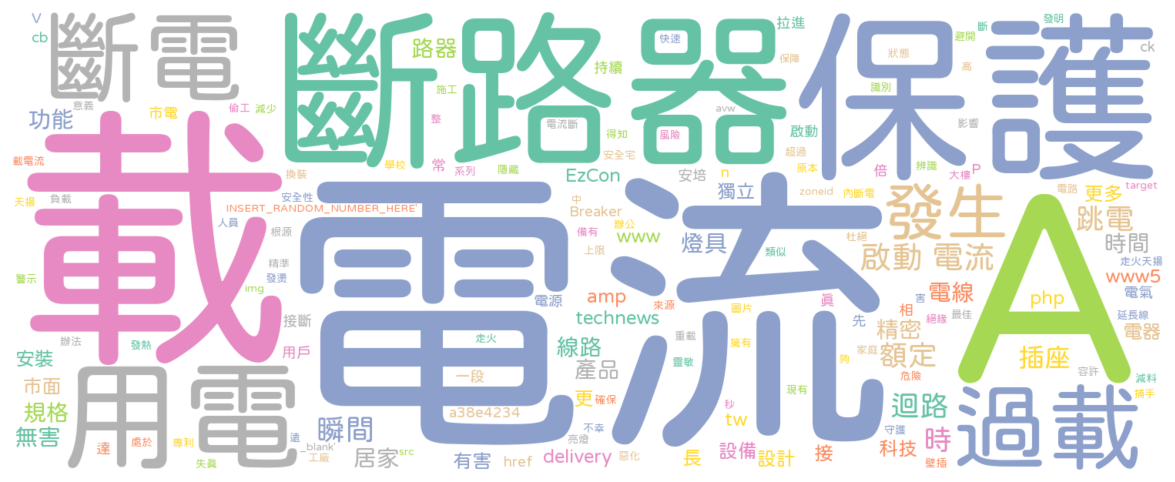 V
cb
斷電
斷路器
保護
拉進
發明
斷
避開
ck
快速
路器
持續
保障
狀態
高
識別
意義
功能
市電
偷工
減少
施工
整
電流斷
得知
風險
avw
啟動
影響
載
載電流
天揚
負載
換裝
學校
常
系列
隱藏
安全宅
超過
原本
倍
辨識
大樓
P
內斷電
EzCon
安培
n
獨立
zoneid
電路
更多
target
安全性
INSERT_RANDOM_NUMBER_HERE'
人員
根源
電流
中
Breaker
辦公
備有
www
上限
燈具
類似
杜絕
發生
跳電
啟動 電流
時間
A
走火天揚
www5
精準
發燙
警示
img
接斷
電源
amp
來源
technews
圖片
真
先
相
電線
害
絕緣
最佳
php
電氣
延長線
電器
辦法
發熱
用戶
走火
線路
重載
擁有
靈敏
家庭
精密
額定
夠
危險
插座
容許
減料
捕手
安裝
市面
規格
無害
用電
一段
產品
更
確保
現有
秒
tw
迴路
守護
過載
a38e4234
瞬間
不幸
亮燈
達
處於
專利
失真
遠
_blank'
工廠
居家
src
有害
href
delivery
惡化
長
設備
設計
接
科技
時
壁插